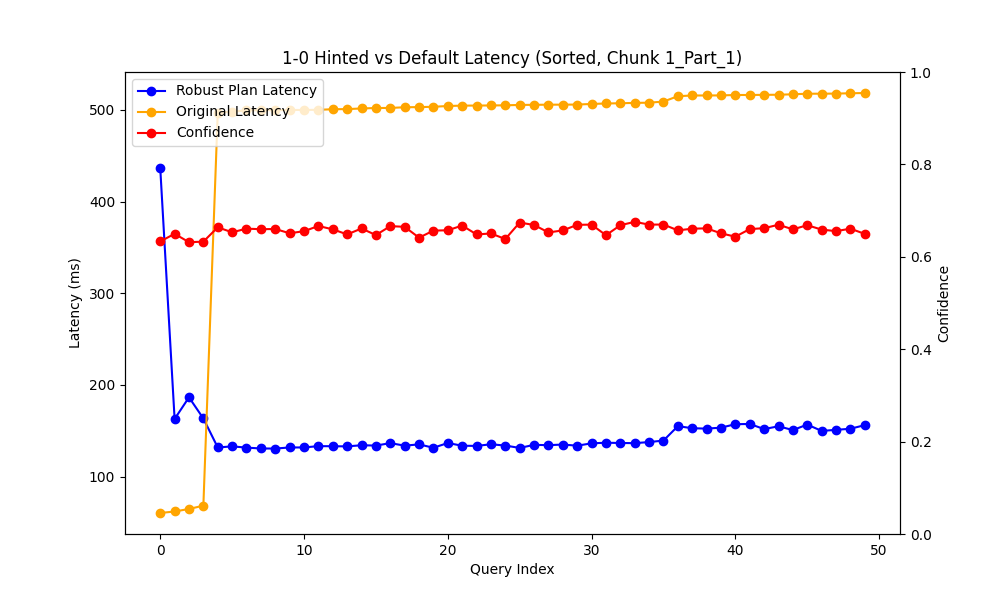 1-0 Hinted vs Default Latency (Sorted, Chunk 1_Part_1)
Robust Plan Latency
Original Latency
Confidence
500
400
300
200
100
Latency (ms)
1.0
0.8
0.6
0.4
0.2
0.0
Confidence
0 10 20 30 40 50
Query Index